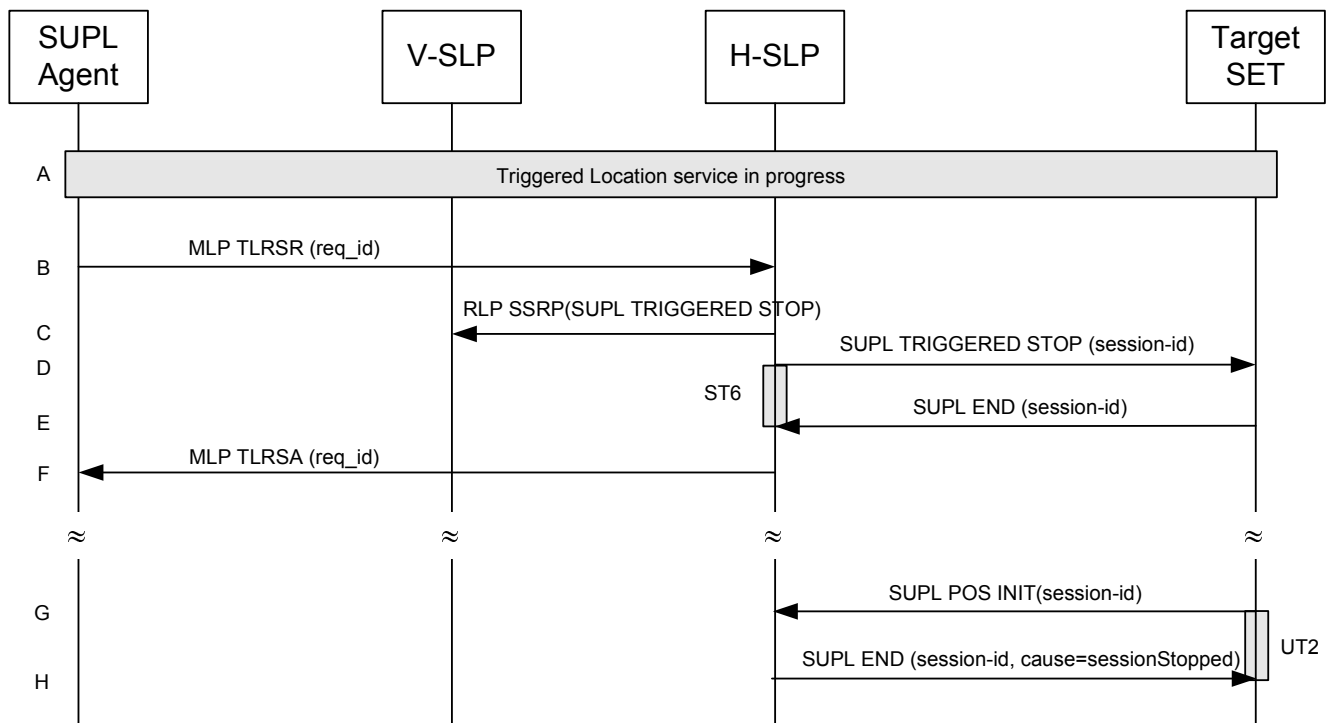 SUPL
Agent
V-SLP
H-SLP
Target
SET
A
Triggered Location service in progress
MLP TLRSR (req_id)
B
RLP SSRP(SUPL TRIGGERED STOP)
C
SUPL TRIGGERED STOP (session-id)
D
ST6
SUPL END (session-id)
E
MLP TLRSA (req_id)
F
≈ ≈ ≈ ≈
SUPL POS INIT(session-id)
G
UT2
SUPL END (session-id, cause=sessionStopped)
H